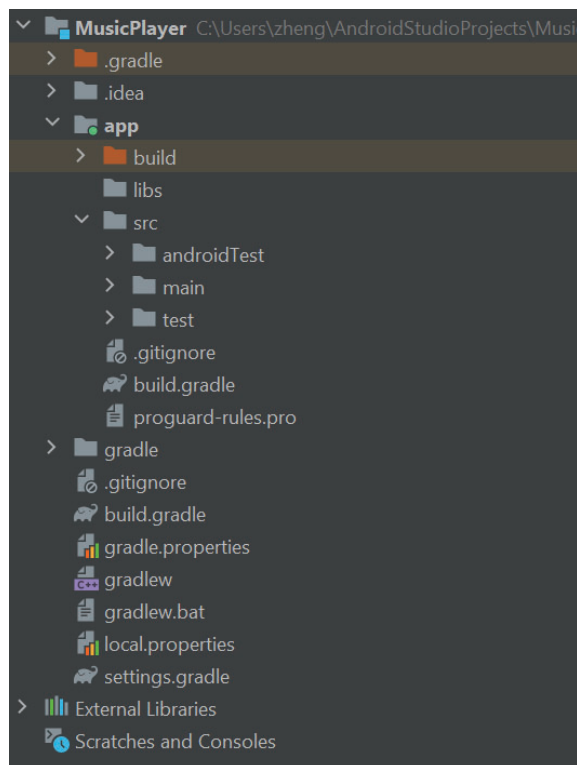 MusicPlayer C:\Users\zheng\AndroidStudioProjects\Musi
.gradle
.idea
app
build
libs
src
androidTest
main
test
.gitignore
build.gradle
proguard-rules.pro
gradle
.gitignore
build.gradle
gradle.properties
C++ gradlew
gradlew.bat
local.properties
settings.gradle
External Libraries
Scratches and Consoles